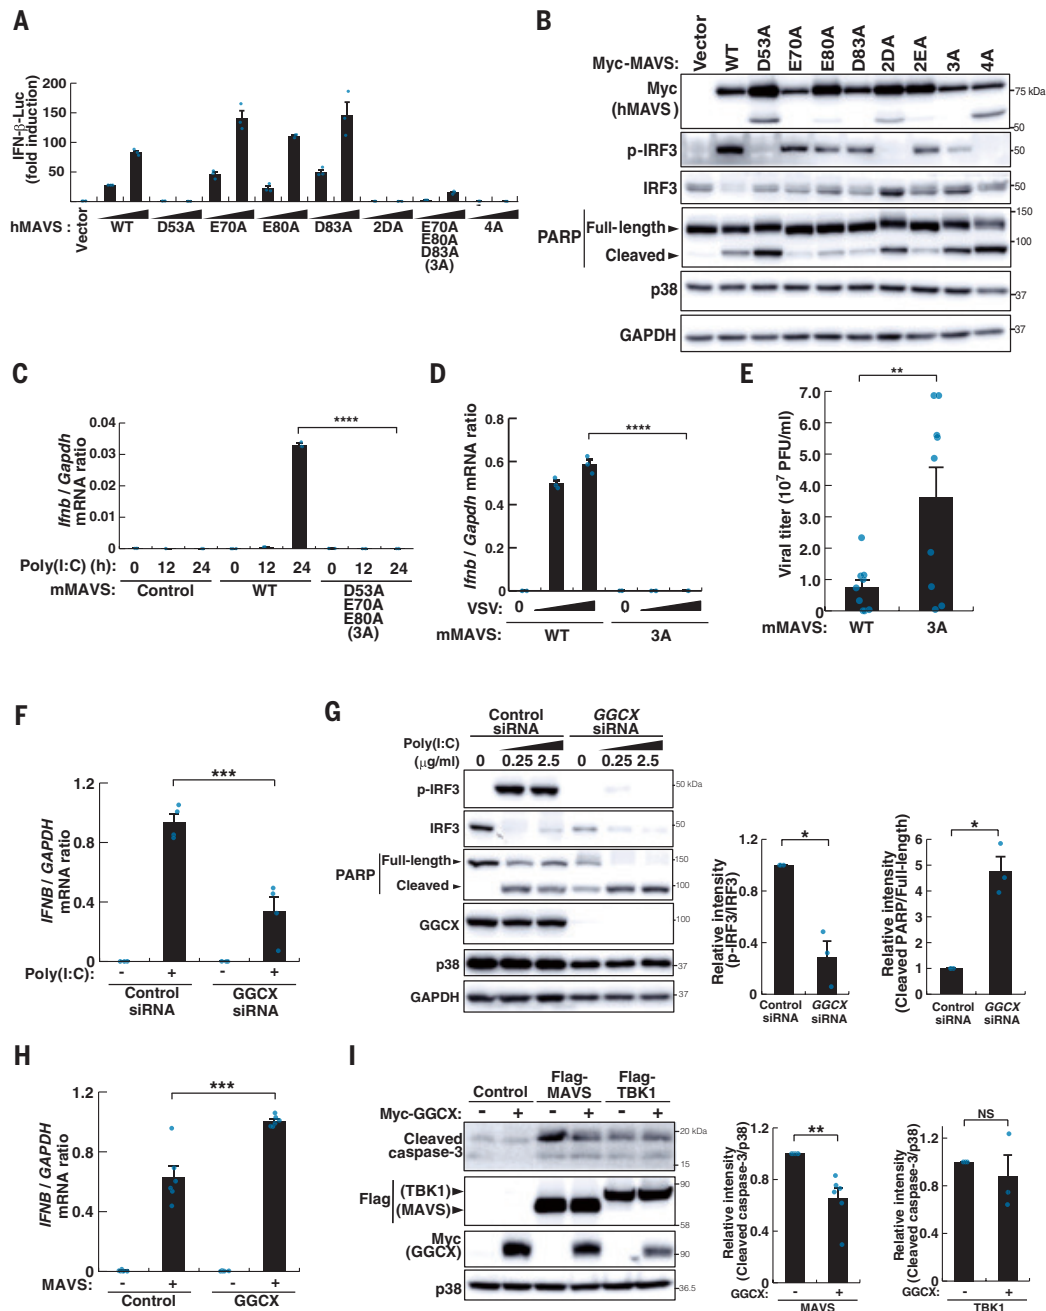 A
IFN-β-Luc
(fold induction)
200
150
100
50
hMAVS :
Vector
WT
D53A
E70A
E80A
D83A
2DA
E70A
E80A
D83A
(3A)
4A
B
Myc-MAVS:
Vector
WT
D53A
E70A
E80A
D83A
2DA
2EA
3A
4A
Myc
(hMAVS)
75 kDa
50
p-IRF3
50
IRF3
50
PARP
Full-length
Cleaved
150
100
p38
37
GAPDH
37
C
Ifnb / Gapdh
mRNA ratio
0.04
0.03
0.02
0.01
0
****
Poly(I:C) (h): 0 12 24 0 12 24 0 12 24
mMAVS: Control WT D53A
E70A
E80A
(3A)
D
Ifnb / Gapdh mRNA ratio
0.8
0.6
0.4
0.2
0
****
VSV: 0 0
mMAVS: WT 3A
E
Viral titer (10⁷ PFU/ml)
7.0
6.0
5.0
4.0
3.0
2.0
1.0
0
**
mMAVS: WT 3A
F
IFNB / GAPDH
mRNA ratio
1.2
0.8
0.4
0
***
Poly(I:C): - + - +
Control
siRNA
GGCX
siRNA
G
Control
siRNA
GGCX
siRNA
Poly(I:C)
(μg/ml) 0 0.25 2.5 0 0.25 2.5
p-IRF3
50 kDa
IRF3
50
PARP
Full-length
Cleaved
150
100
GGCX
100
p38
37
GAPDH
37
Relative intensity
(p-IRF3/IRF3)
1.2
0.8
0.4
0
*
Control
siRNA
GGCX
siRNA
Relative intensity
(Cleaved PARP/Full-length)
6
5
4
3
2
1
0
*
Control
siRNA
GGCX
siRNA
H
IFNB / GAPDH
mRNA ratio
1.2
0.8
0.4
0
***
MAVS: - + - +
Control GGCX
I
Control
Flag-
MAVS
Flag-
TBK1
Myc-GGCX: - + - + - +
Cleaved
caspase-3
20 kDa
15
Flag
(TBK1)
(MAVS)
90
58
Myc
(GGCX)
90
p38
36.5
Relative intensity
(Cleaved caspase-3/p38)
1.2
0.8
0.4
0
**
GGCX: - +
MAVS
Relative intensity
(Cleaved caspase-3/p38)
1.2
0.8
0.4
0
NS
GGCX: - +
TBK1